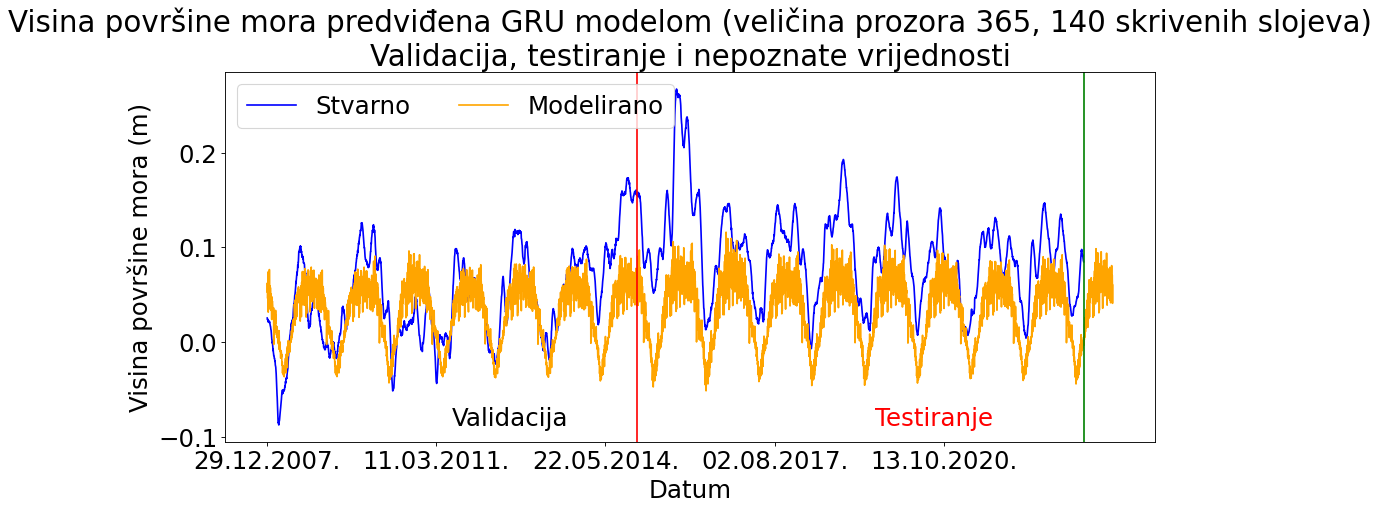 Visina površine mora predviđena GRU modelom (veličina prozora 365, 140 skrivenih slojeva)
Validacija, testiranje i nepoznate vrijednosti
Stvarno
Modelirano
Visina površine mora (m)
0.2
0.1
0.0
−0.1
Validacija
Testiranje
29.12.2007.
11.03.2011.
22.05.2014.
02.08.2017.
13.10.2020.
Datum